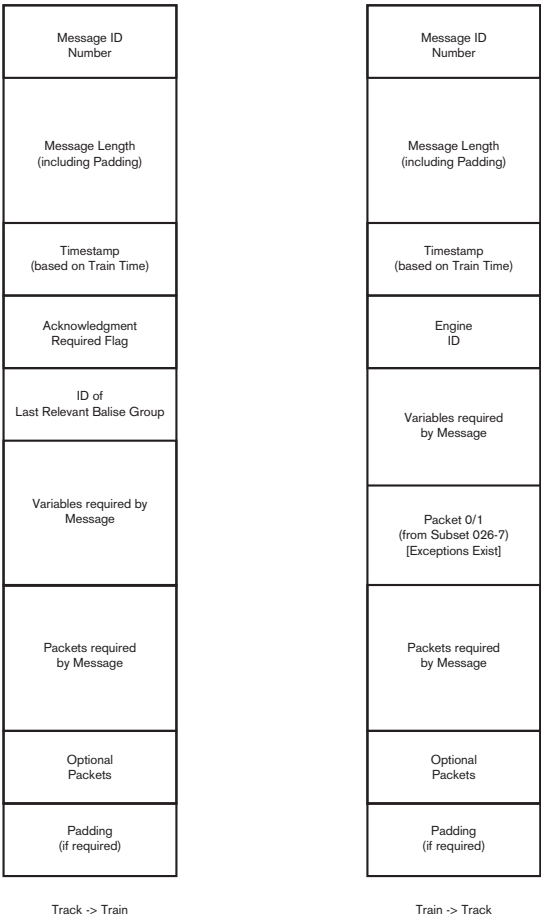 Message ID
Number
Message Length
(including Padding)
Timestamp
(based on Train Time)
Acknowledgment
Required Flag
ID of
Last Relevant Balise Group
Variables required by
Message
Packets required
by Message
Optional
Packets
Padding
(if required)
Track -> Train
Message ID
Number
Message Length
(including Padding)
Timestamp
(based on Train Time)
Engine
ID
Variables required
by Message
Packet 0/1
(from Subset 026-7)
[Exceptions Exist]
Packets required
by Message
Optional
Packets
Padding
(if required)
Train -> Track